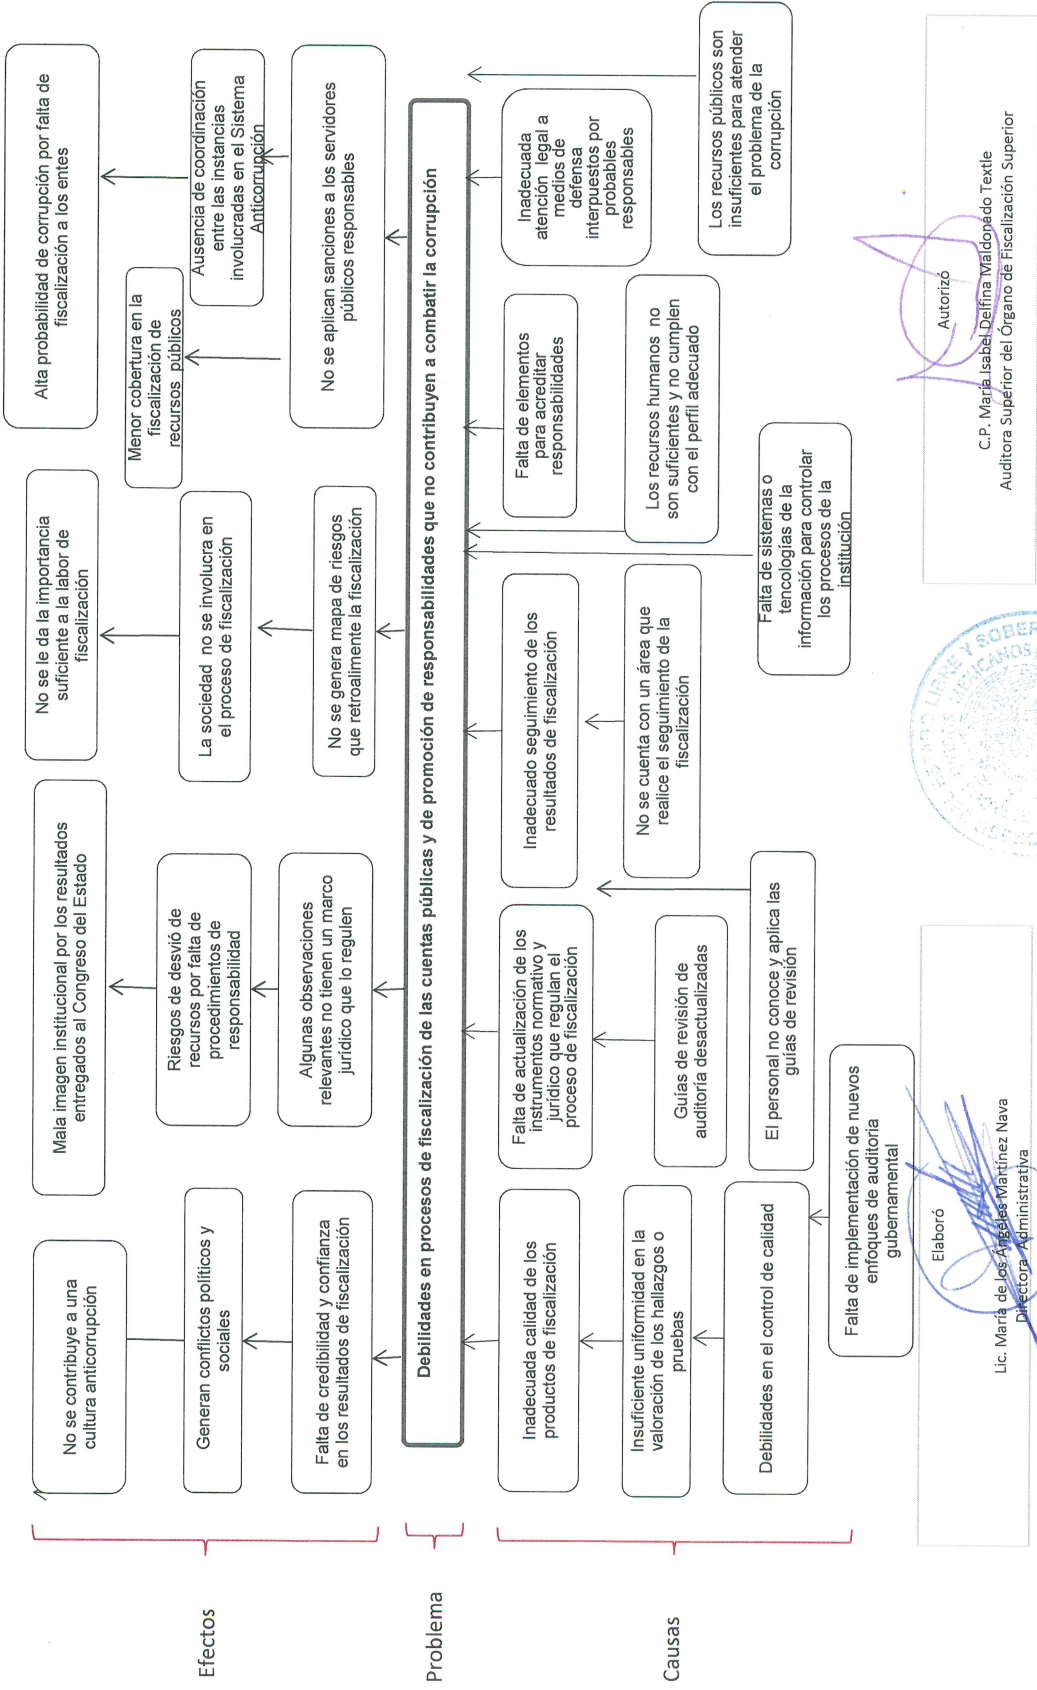 Efectos
No se contribuye a una
cultura anticorrupción
Mala imagen institucional por los resultados
entregados al Congreso del Estado
No se le da la importancia
suficiente a la labor de
fiscalización
Alta probabilidad de corrupción por falta de
fiscalización a los entes
Generan conflictos políticos y
sociales
Riesgos de desvió de
recursos por falta de
procedimientos de
responsabilidad
La sociedad no se involucra en
el proceso de fiscalización
Menor cobertura en la
fiscalización de
recursos públicos
Ausencia de coordinación
entre las instancias
involucradas en el Sistema
Anticorrupción
Falta de credibilidad y confianza
en los resultados de fiscalización
Algunas observaciones
relevantes no tienen un marco
jurídico que lo regulen
No se genera mapa de riesgos
que retroalimente la fiscalización
No se aplican sanciones a los servidores
públicos responsables
Problema
Debilidades en procesos de fiscalización de las cuentas públicas y de promoción de responsabilidades que no contribuyen a combatir la corrupción
Causas
Inadecuada calidad de los
productos de fiscalización
Falta de actualización de los
instrumentos normativo y
jurídico que regulan el
proceso de fiscalización
Inadecuado seguimiento de los
resultados de fiscalización
Falta de elementos
para acreditar
responsabilidades
Inadecuada
atención legal a
medios de
defensa
interpuestos por
probables
responsables
Insuficiente uniformidad en la
valoración de los hallazgos o
pruebas
Guías de revisión de
auditoría desactualizadas
No se cuenta con un área que
realice el seguimiento de la
fiscalización
Los recursos humanos no
son suficientes y no cumplen
con el perfil adecuado
Los recursos públicos son
insuficientes para atender
el problema de la
corrupción
Debilidades en el control de calidad
El personal no conoce y aplica las
guías de revisión
Falta de sistemas o
tencologías de la
información para controlar
los procesos de la
institución
Falta de implementación de nuevos
enfoques de auditoria
gubernamental
Elaboró
Lic. María de los Ángeles Martínez Nava
Directora Administrativa
Autorizó
C.P. María Isabel Delfina Maldonado Textle
Auditora Superior del Órgano de Fiscalización Superior
LIBRE Y SOBER
MEXICANOS